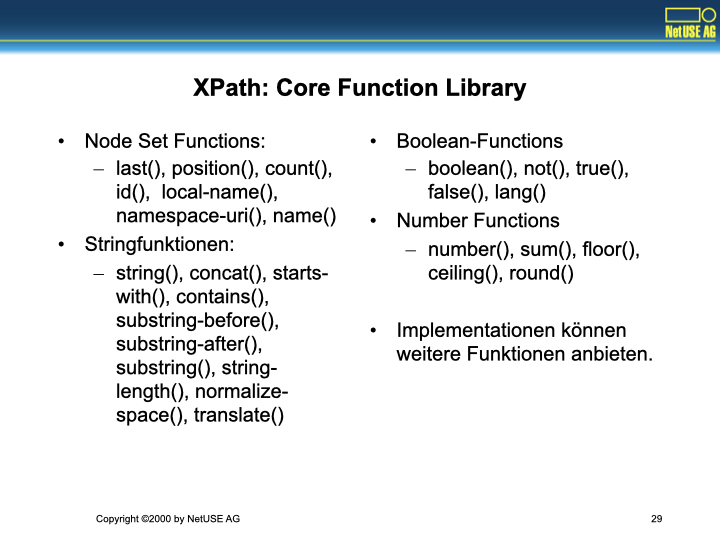 NetUSE AG
XPath: Core Function Library
• Node Set Functions:
– last(), position(), count(),
id(),  local-name(),
namespace-uri(), name()
• Stringfunktionen:
– string(), concat(), starts-
with(), contains(),
substring-before(),
substring-after(),
substring(), string-
length(), normalize-
space(), translate()
• Boolean-Functions
– boolean(), not(), true(),
false(), lang()
• Number Functions
– number(), sum(), floor(),
ceiling(), round()
• Implementationen können
weitere Funktionen anbieten.
Copyright ©2000 by NetUSE AG
29